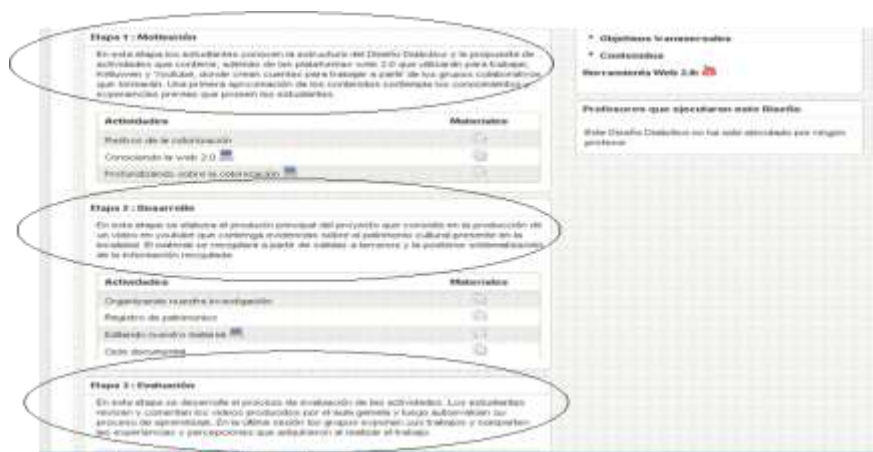 Etapa 1 : Motivación
En esta etapa los estudiantes conocen la estructura del Diseño Didáctico y la propuesta de
actividades que contiene, además de las plataformas web 2.0 que utilizarán para trabajar,
Kelluwen y Youtube, donde crean cuentas para trabajar a partir de los grupos colaborativos
que formarán. Una primera aproximación de los contenidos contempla los conocimientos y
experiencias previas que poseen los estudiantes.
Actividades Materiales
de la colonización
Conociendo la web 2.0
Profundizando sobre la colonización
Etapa 2 : Desarrollo
En esta etapa se elabora el producto principal del proyecto que consiste en la producción de
un video en youtube que contenga evidencias sobre el patrimonio cultural presente en la
localidad. El material se recopilará a partir de salidas a terrenos y la posterior sistematización
de la información recopilada.
Actividades Materiales
Organizando nuestra investigación
Registro de patrimonios
Editando nuestro material
Etapa 3 : Evaluación
En esta etapa se desarrolla el proceso de evaluación de las actividades. Los estudiantes
revisan y comentan los videos producidos por el aula gemela y luego autoevalúan su
proceso de aprendizaje. En la última sesión los grupos exponen sus trabajos y comparten
las experiencias y percepciones que adquirieron al realizar el trabajo.
Objetivos transversales
Contenidos
Herramienta Web 2.0:
Profesores que ejecutaron este Diseño
Este Diseño Didáctico no ha sido ejecutado por ningún
profesor